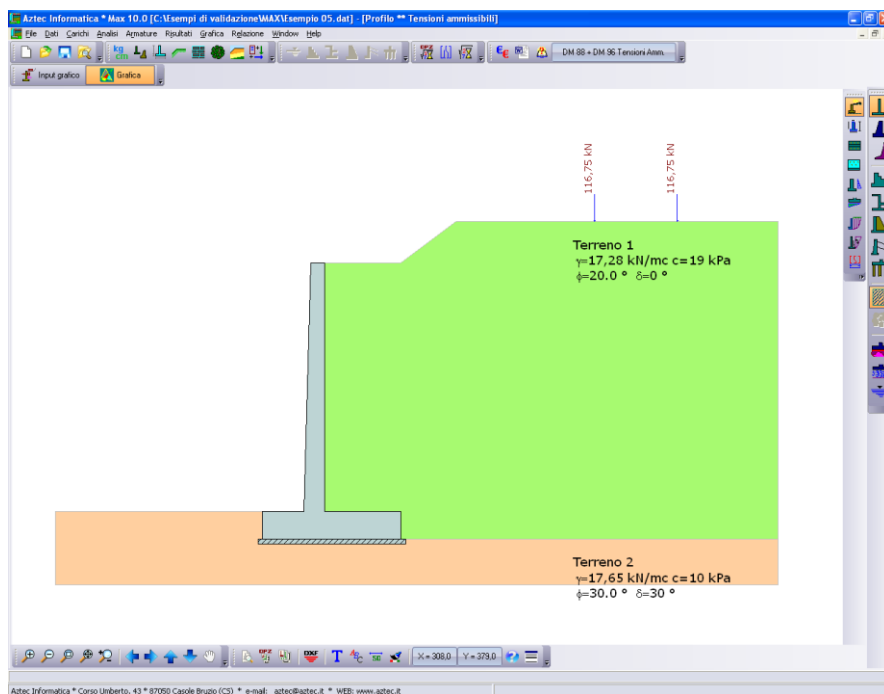 Aztec Informatica * Max 10.0 [C:\Esempi di validazione\MAX\Esempio 05.dat] - [Profilo ** Tensioni ammissibili]
File Dati Carichi Analisi Armature Risultati Grafica Relazione Window Help
kg cm
DM 88 + DM 96 Tensioni Amm.
Input grafico Grafica
116,75 kN
116,75 kN
Terreno 1
γ=17,28 kN/mc c=19 kPa
ϕ=20.0 ° δ=0 °
Terreno 2
γ=17,65 kN/mc c=10 kPa
ϕ=30.0 ° δ=30 °
DXF
X = 308,0 Y = 379,0
Aztec Informatica * Corso Umberto, 43 * 87050 Casole Bruzio (CS) * e-mail: aztec@aztec.it * WEB: www.aztec.it